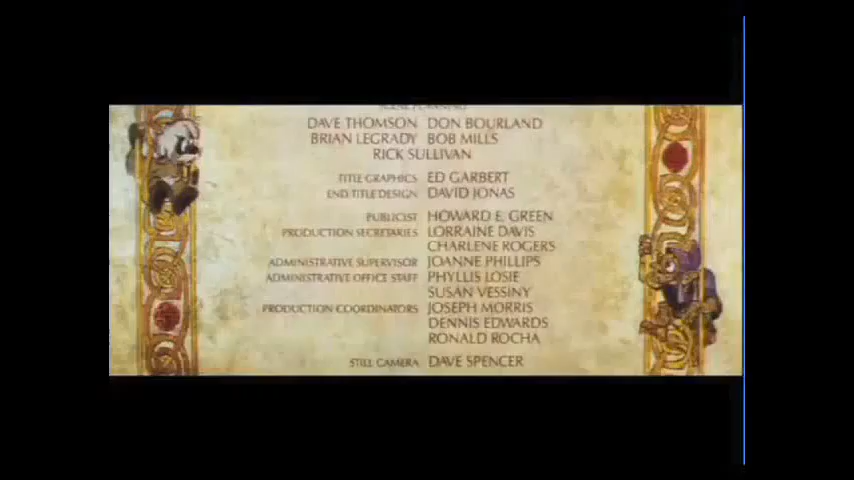 SCENE PLANNING
DAVE THOMSON DON BOURLAND
BRIAN LEGRADY BOB MILLS
RICK SULLIVAN
TITLE GRAPHICS ED GARBERT
END TITLE DESIGN DAVID JONAS
PUBLICIST HOWARD E. GREEN
PRODUCTION SECRETARIES LORRAINE DAVIS
CHARLENE ROGERS
ADMINISTRATIVE SUPERVISOR JOANNE PHILLIPS
ADMINISTRATIVE OFFICE STAFF PHYLLIS LOSIE
SUSAN VESSINY
PRODUCTION COORDINATORS JOSEPH MORRIS
DENNIS EDWARDS
RONALD ROCHA
STILL CAMERA DAVE SPENCER